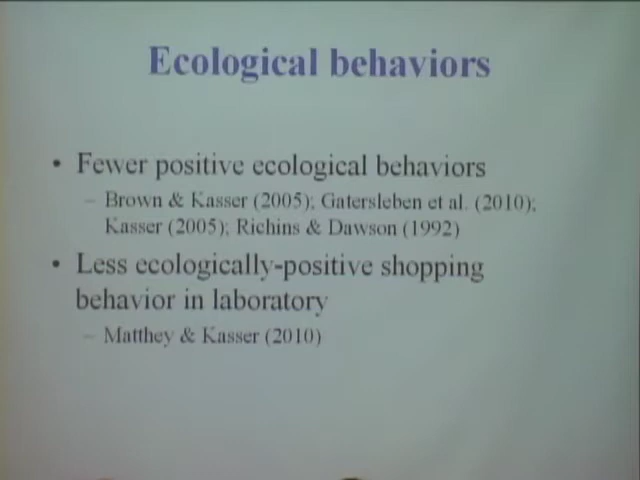 Ecological behaviors
• Fewer positive ecological behaviors
– Brown & Kasser (2005); Gatersleben et al. (2010);
Kasser (2005); Richins & Dawson (1992)
• Less ecologically-positive shopping
behavior in laboratory
– Matthey & Kasser (2010)